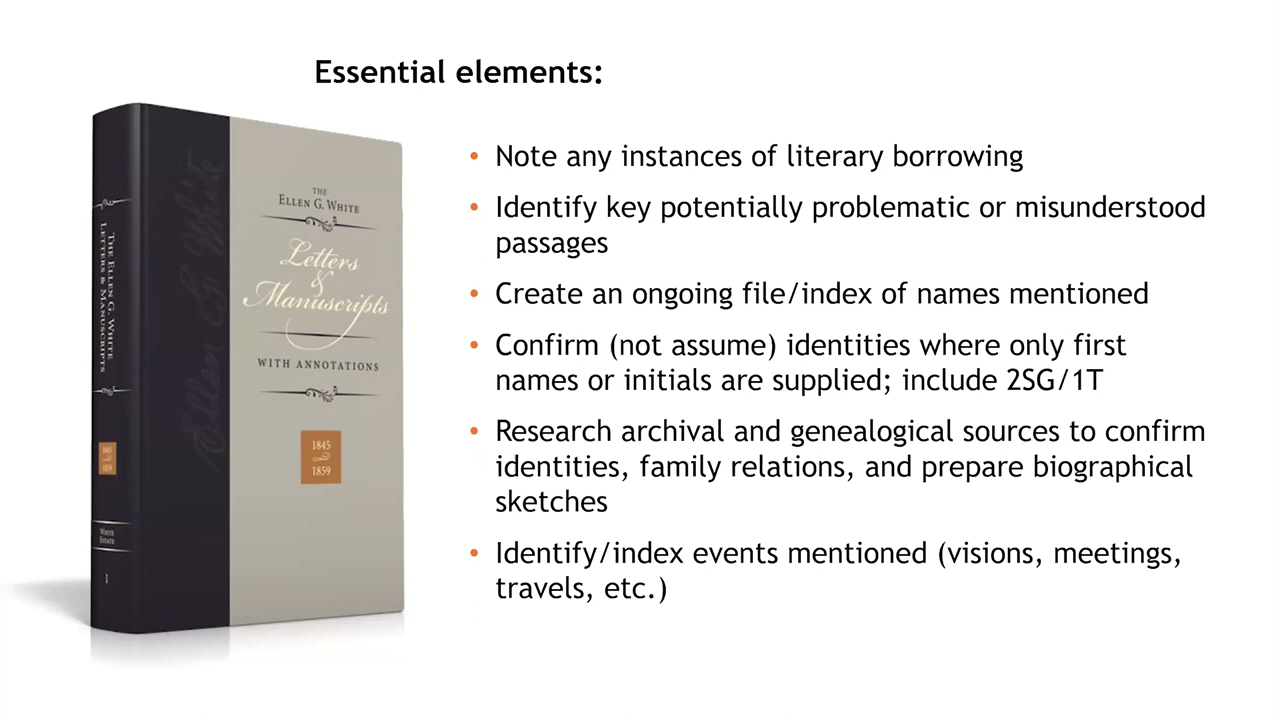 Essential elements:
THE
ELLEN G. WHITE
Letters
&
Manuscripts
WITH ANNOTATIONS
1845
1859
Ellen G. White
THE ELLEN G. WHITE
LETTERS & MANUSCRIPTS
1845
1859
WHITE
ESTATE
1
• Note any instances of literary borrowing
• Identify key potentially problematic or misunderstood
passages
• Create an ongoing file/index of names mentioned
• Confirm (not assume) identities where only first
names or initials are supplied; include 2SG/1T
• Research archival and genealogical sources to confirm
identities, family relations, and prepare biographical
sketches
• Identify/index events mentioned (visions, meetings,
travels, etc.)